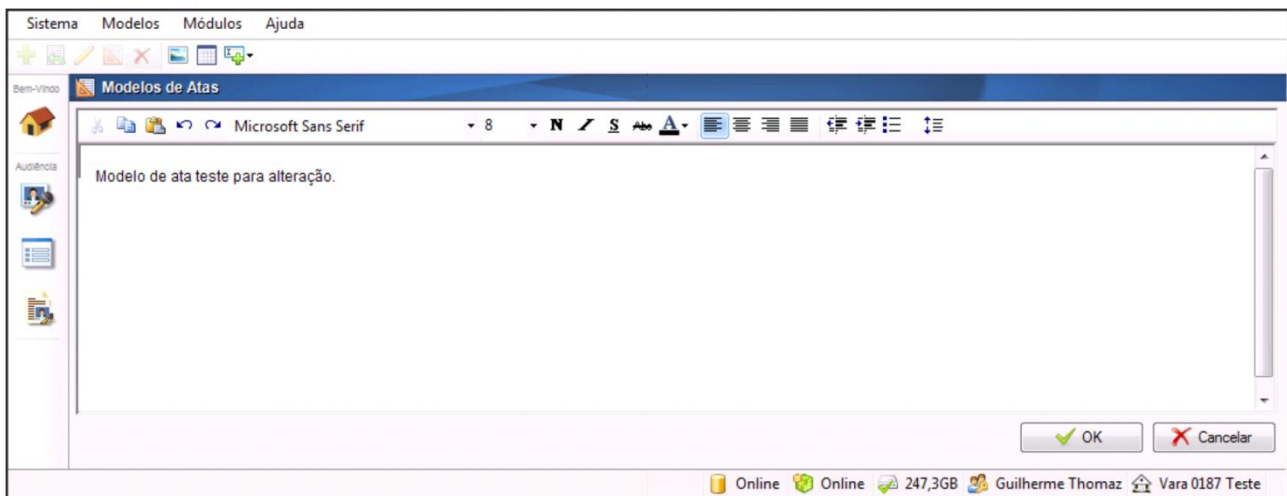 Sistema Modelos Módulos Ajuda
Bem-Vindo
Modelos de Atas
Microsoft Sans Serif 8 N I S Abc A
Audiência
Modelo de ata teste para alteração.
OK Cancelar
Online Online 247,3GB Guilherme Thomaz Vara 0187 Teste